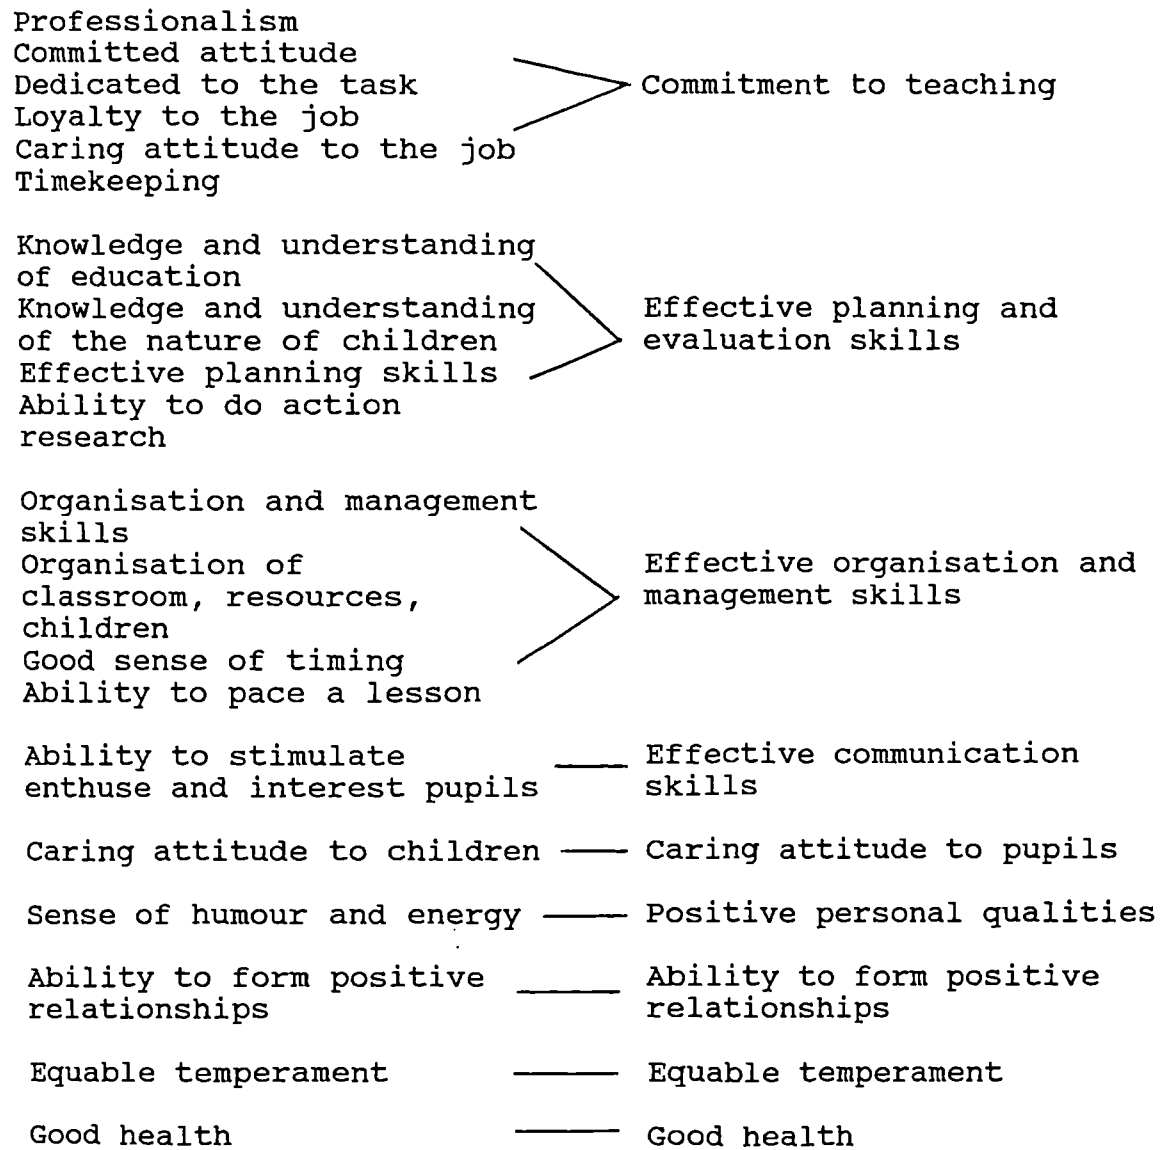 Professionalism
Committed attitude
Dedicated to the task
Commitment to teaching
Loyalty to the job
Caring attitude to the job
Timekeeping
Knowledge and understanding
of education
Knowledge and understanding
of the nature of children
Effective planning skills
Ability to do action
research
Effective planning and
evaluation skills
Organisation and management
skills
Organisation of
classroom, resources,
children
Good sense of timing
Ability to pace a lesson
Effective organisation and
management skills
Ability to stimulate
enthuse and interest pupils
Effective communication
skills
Caring attitude to children
Caring attitude to pupils
Sense of humour and energy
Positive personal qualities
Ability to form positive
relationships
Ability to form positive
relationships
Equable temperament
Equable temperament
Good health
Good health